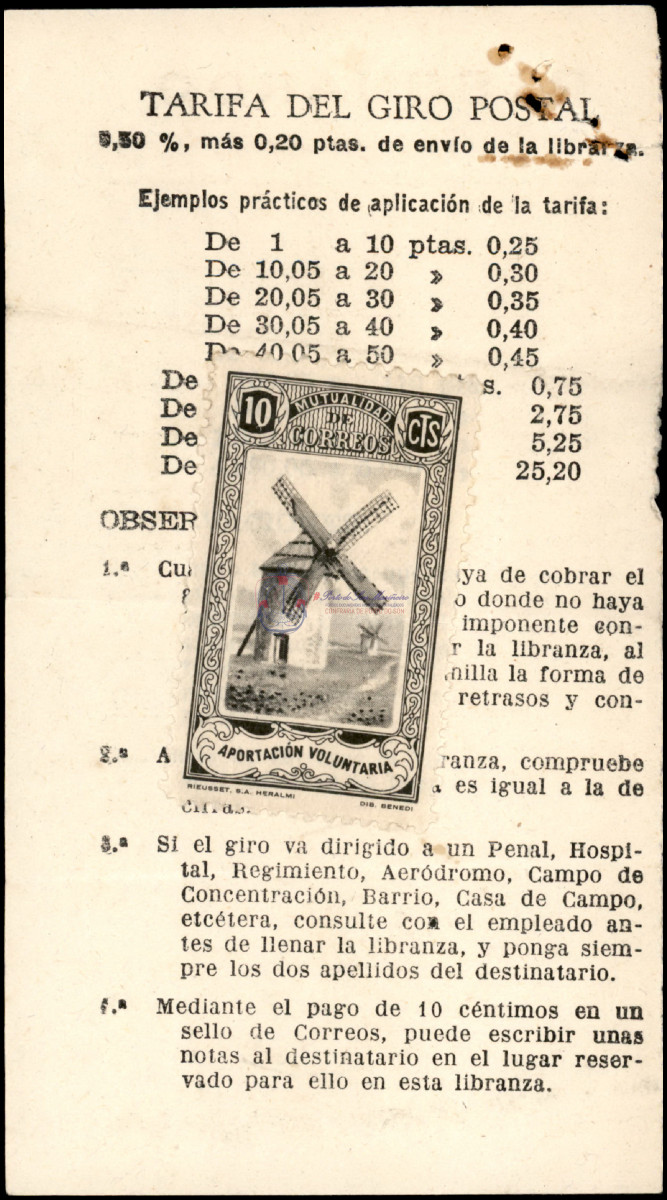 TARIFA DEL GIRO POSTAL
0,50 %, más 0,20 ptas. de envío de la libranza.
Ejemplos prácticos de aplicación de la tarifa:
De 1 a 10 ptas. 0,25
De 10,05 a 20 » 0,30
De 20,05 a 30 » 0,35
De 30,05 a 40 » 0,40
De 40,05 a 50 » 0,45
De s. 0,75
De 2,75
De 5,25
De 25,20
10 MUTUALIDAD CTS
DE
CORREOS
OBSER
1.ª Cu ya de cobrar el
o donde no haya
imponente con-
r la libranza, al
nilla la forma de
retrasos y con-
APORTACIÓN VOLUNTARIA
RIEUSSET, S.A. HERALMI DIB. BENEDI
2.ª A ranza, compruebe
es igual a la de
cifras.
3.ª Si el giro va dirigido a un Penal, Hospi-
tal, Regimiento, Aeródromo, Campo de
Concentración, Barrio, Casa de Campo,
etcétera, consulte con el empleado an-
tes de llenar la libranza, y ponga siem-
pre los dos apellidos del destinatario.
4.ª Mediante el pago de 10 céntimos en un
sello de Correos, puede escribir unas
notas al destinatario en el lugar reser-
vado para ello en esta libranza.